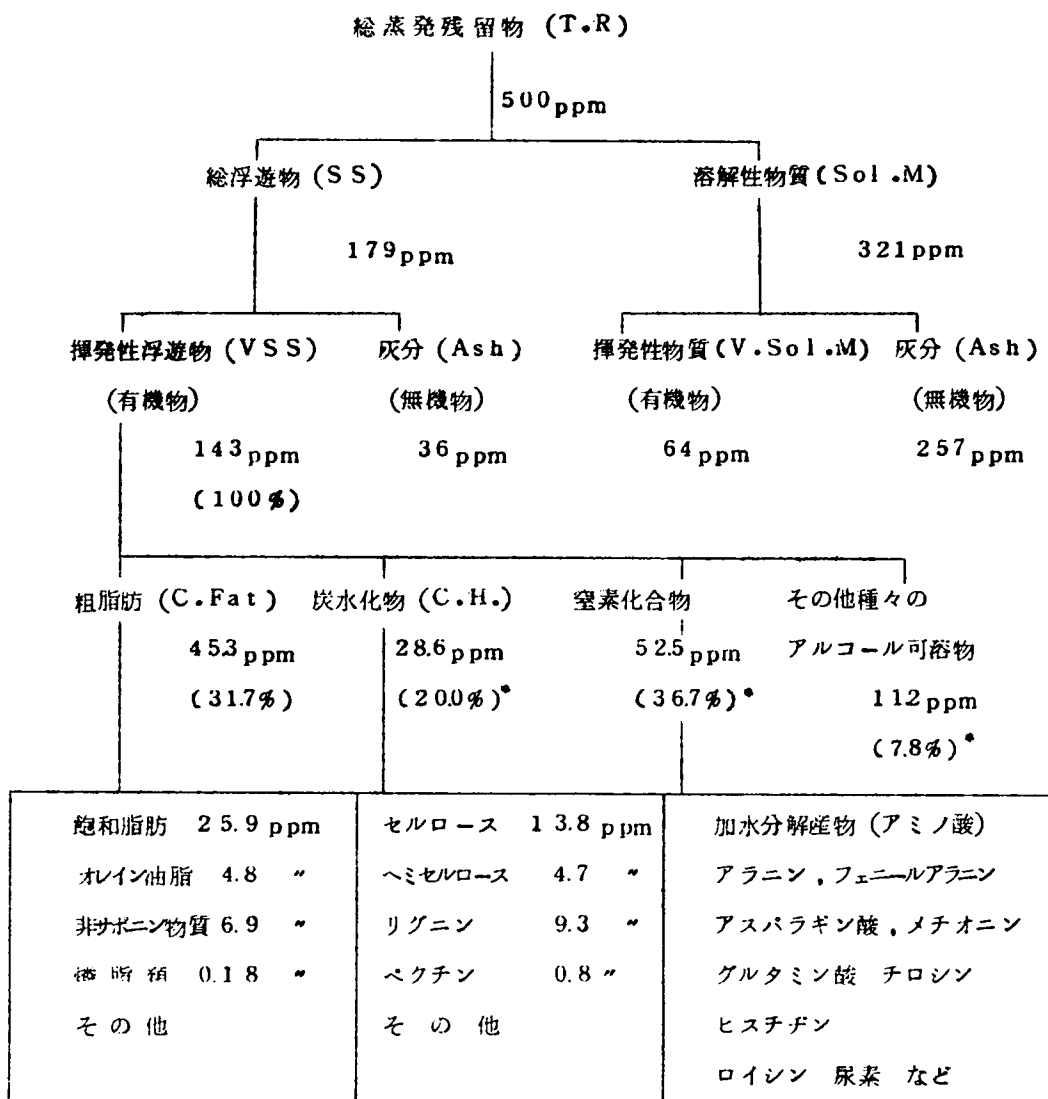 総蒸発残留物 (T.R)
500ppm
総浮遊物 (SS) 溶解性物質 (Sol.M)
179ppm 321ppm
揮発性浮遊物 (VSS) 灰分 (Ash) 揮発性物質 (V.Sol.M) 灰分 (Ash)
(有機物) (無機物) (有機物) (無機物)
143ppm 36ppm 64ppm 257ppm
(100%)
粗脂肪 (C.Fat) 炭水化物 (C.H.) 窒素化合物 その他種々の
45.3ppm 28.6ppm 52.5ppm アルコール可溶物
(31.7%) (20.0%)* (36.7%)* 11.2ppm
(7.8%)*
飽和脂肪 25.9ppm セルロース 13.8ppm 加水分解産物 (アミノ酸)
オレイン油脂 4.8 〃 ヘミセルロース 4.7 〃 アラニン,フェニールアラニン
非サポニン物質 6.9 〃 リグニン 9.3 〃 アスパラギン酸,メチオニン
脂 0.18 〃 ペクチン 0.8 〃 グルタミン酸 チロシン
その他 その他 ヒスチヂン
ロイシン 尿素 など